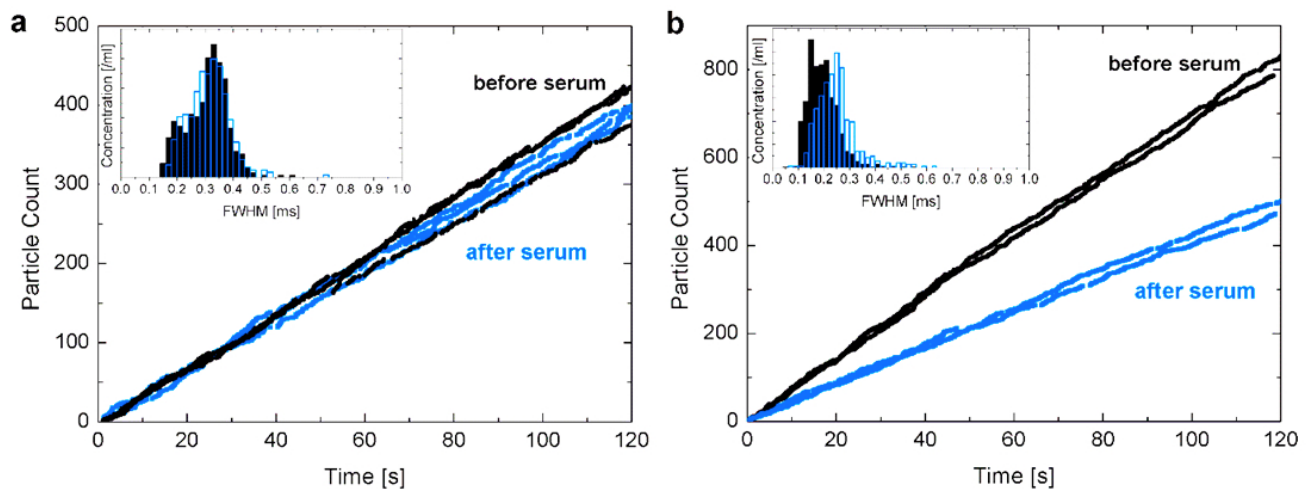 a
500
400
300
200
100
0
Particle Count
0 20 40 60 80 100 120
Time [s]
before serum
after serum
Concentration [/ml]
0.0 0.1 0.2 0.3 0.4 0.5 0.6 0.7 0.8 0.9 1.0
FWHM [ms]
b
800
600
400
200
0
Particle Count
0 20 40 60 80 100 120
Time [s]
before serum
after serum
Concentration [/ml]
0.0 0.1 0.2 0.3 0.4 0.5 0.6 0.7 0.8 0.9 1.0
FWHM [ms]